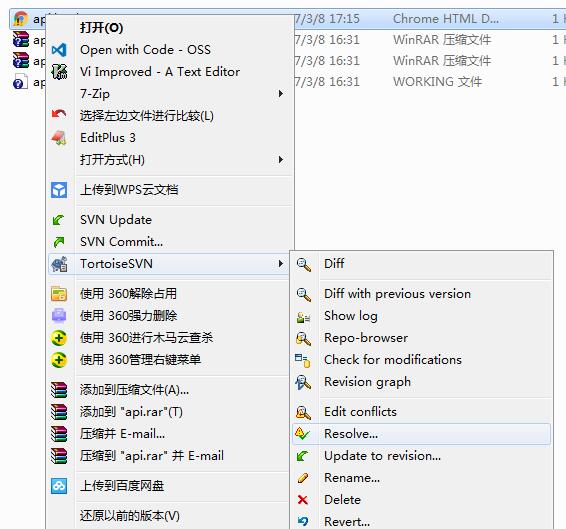 7/3/8 17:15 Chrome HTML D...
7/3/8 16:31 WinRAR 压缩文件
7/3/8 16:31 WinRAR 压缩文件
7/3/8 16:31 WORKING 文件
打开(O)
Open with Code - OSS
Vi Improved - A Text Editor
7-Zip
选择左边文件进行比较(L)
EditPlus 3
打开方式(H)
上传到WPS云文档
SVN Update
SVN Commit...
TortoiseSVN
使用 360解除占用
使用 360强力删除
使用 360进行木马云查杀
使用 360管理右键菜单
添加到压缩文件(A)...
添加到 "api.rar"(T)
压缩并 E-mail...
压缩到 "api.rar" 并 E-mail
上传到百度网盘
还原以前的版本(V)
Diff
Diff with previous version
Show log
Repo-browser
Check for modifications
Revision graph
Edit conflicts
Resolve...
Update to revision...
Rename...
Delete
Revert...